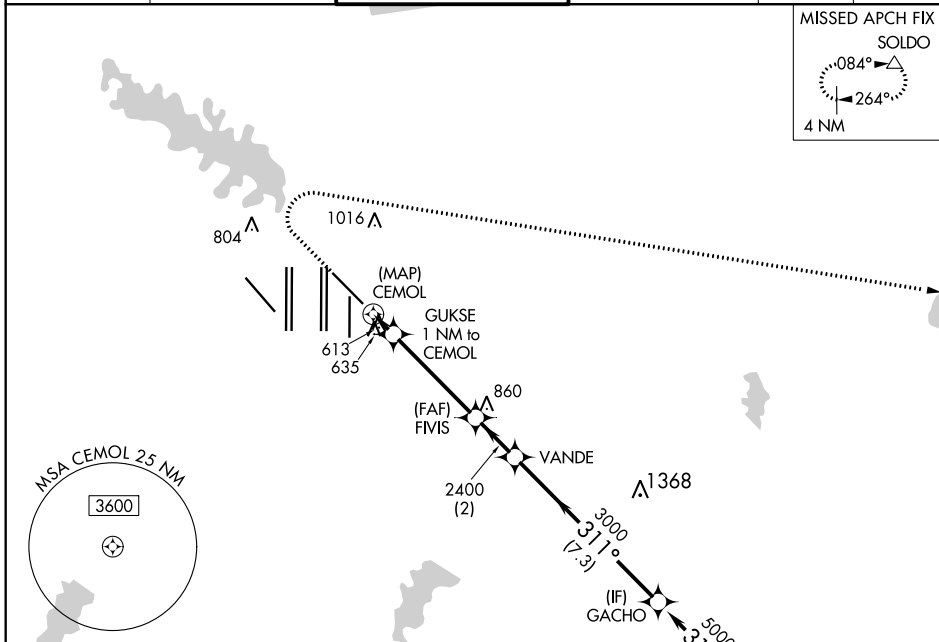 MISSED APCH FIX
SOLDO
084°
264°
4 NM
1016
804
(MAP)
CEMOL
GUKSE
1 NM to
CEMOL
613
635
860
(FAF)
FIVIS
VANDE
2400
(2)
1368
MSA CEMOL 25 NM
3600
3000
311°
(7.3)
(IF)
GACHO
5000